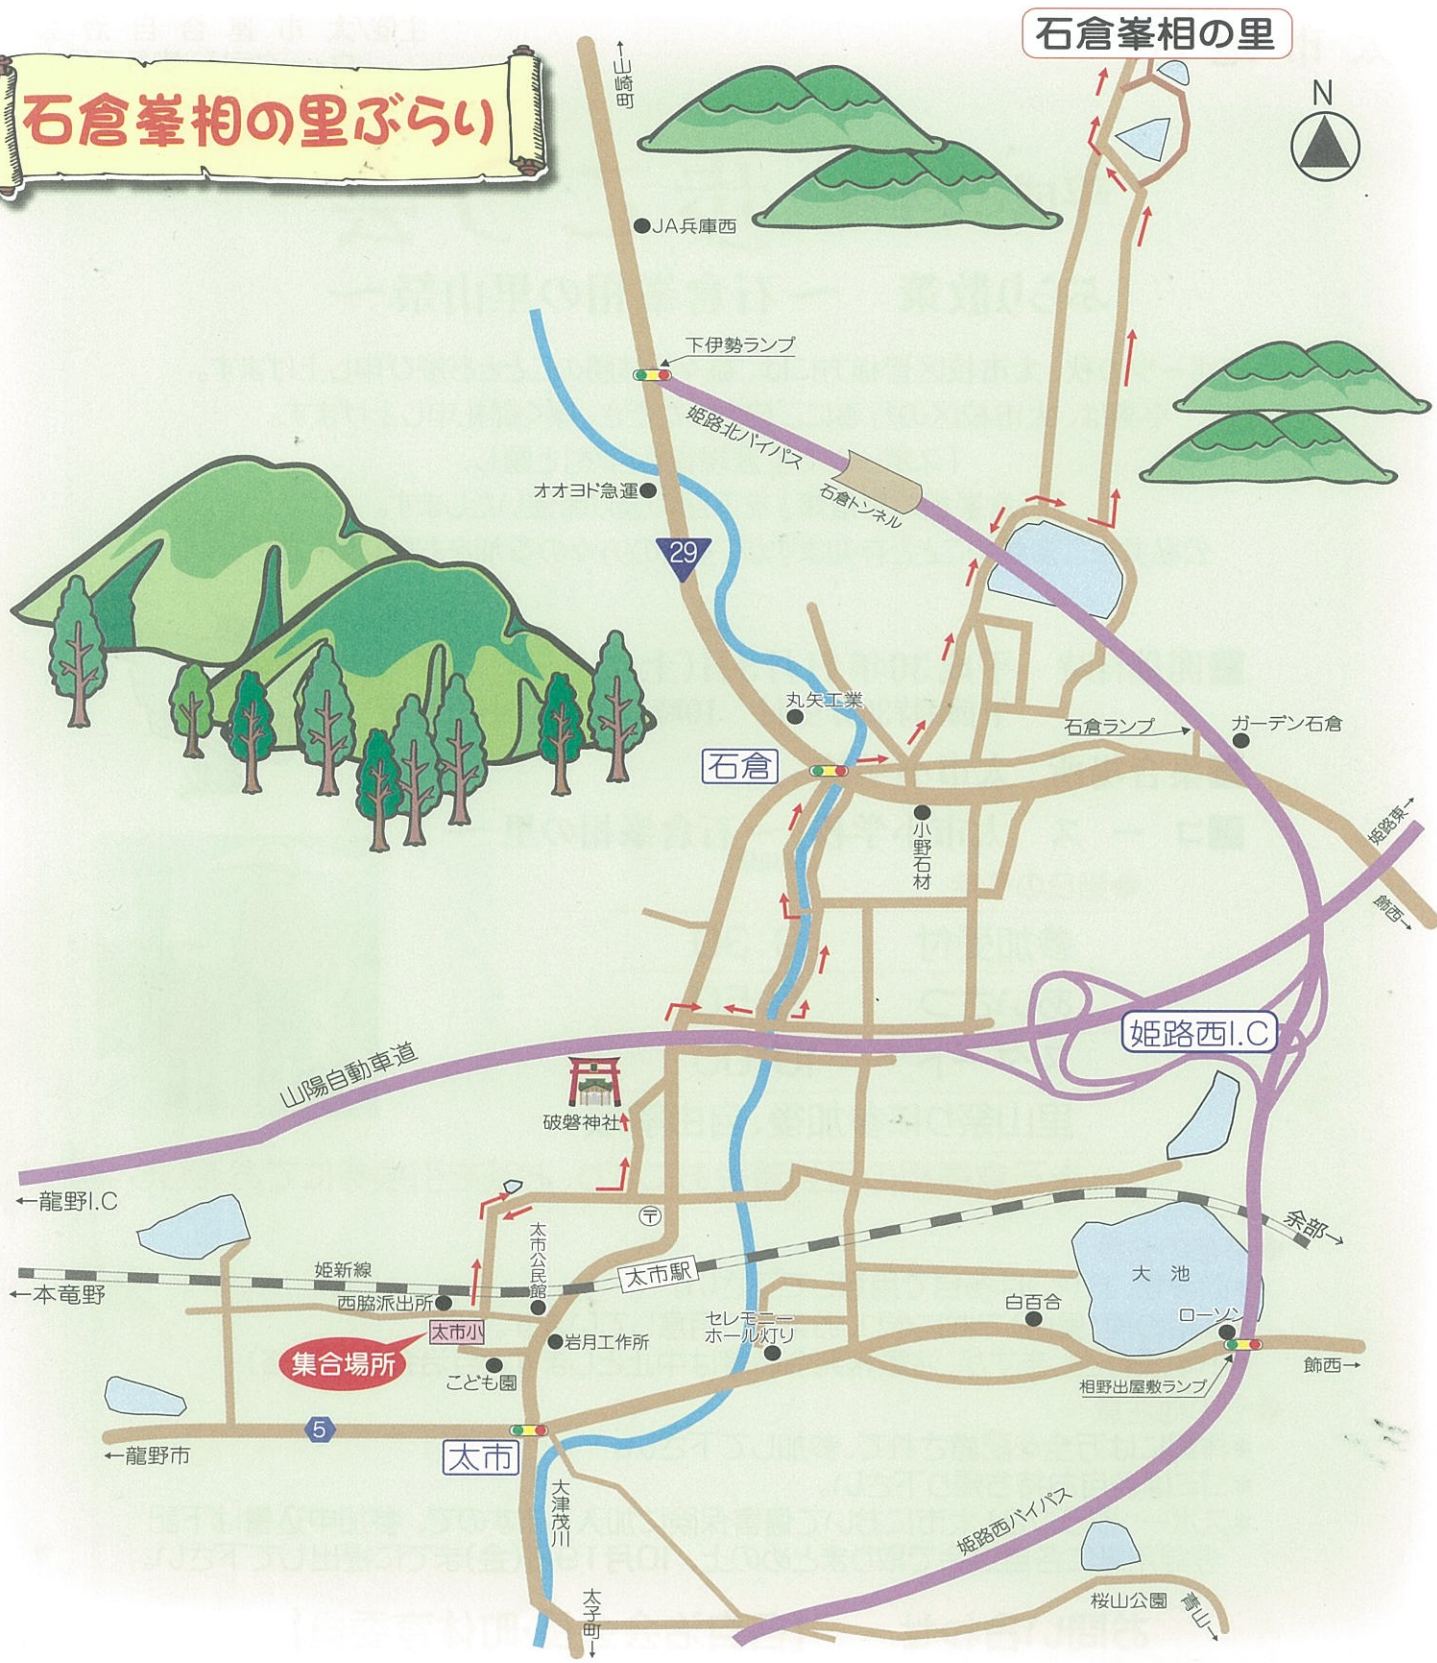 石倉峯相の里
石倉峯相の里ぶらり
N
↑山崎町
JA兵庫西
下伊勢ランプ
姫路北バイパス
石倉トンネル
オオヨド急運
29
丸矢工業
石倉ランプ
ガーデン石倉
石倉
小野石材
姫路東→
飾西→
姫路西I.C
山陽自動車道
破磐神社
←龍野I.C
〒
太市公民館
余部→
姫新線
太市駅
大池
←本竜野
西脇派出所
太市小
セレモニー
ホール灯り
白百合
ローソン
岩月工作所
集合場所
こども園
飾西→
相野出屋敷ランプ
5
←龍野市
太市
大津茂川
姫路西バイパス
太子町→
桜山公園
青山→